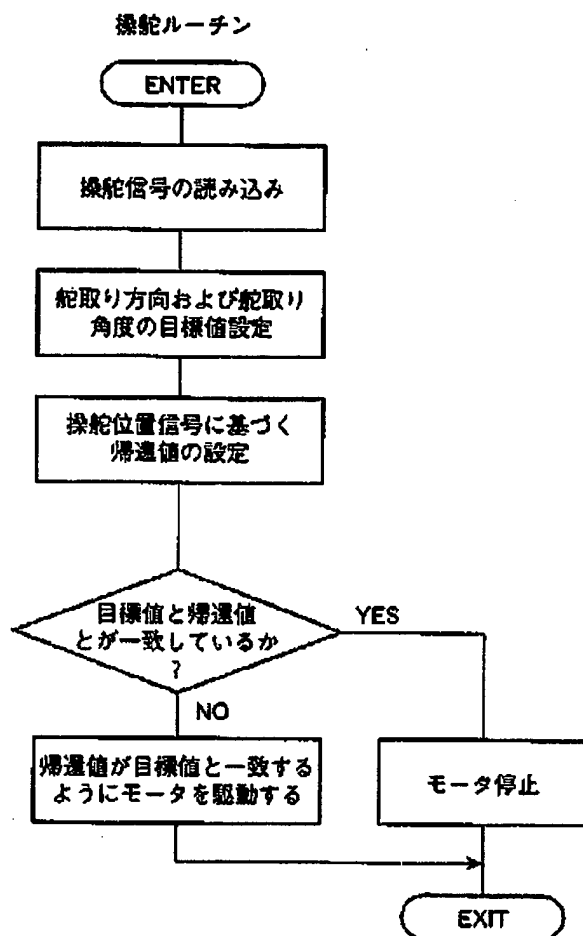 操舵ルーチン
ENTER
操舵信号の読み込み
舵取り方向および舵取り
角度の目標値設定
操舵位置信号に基づく
帰還値の設定
目標値と帰還値
とが一致しているか
?
YES
NO
帰還値が目標値と一致する
ようにモータを駆動する
モータ停止
EXIT